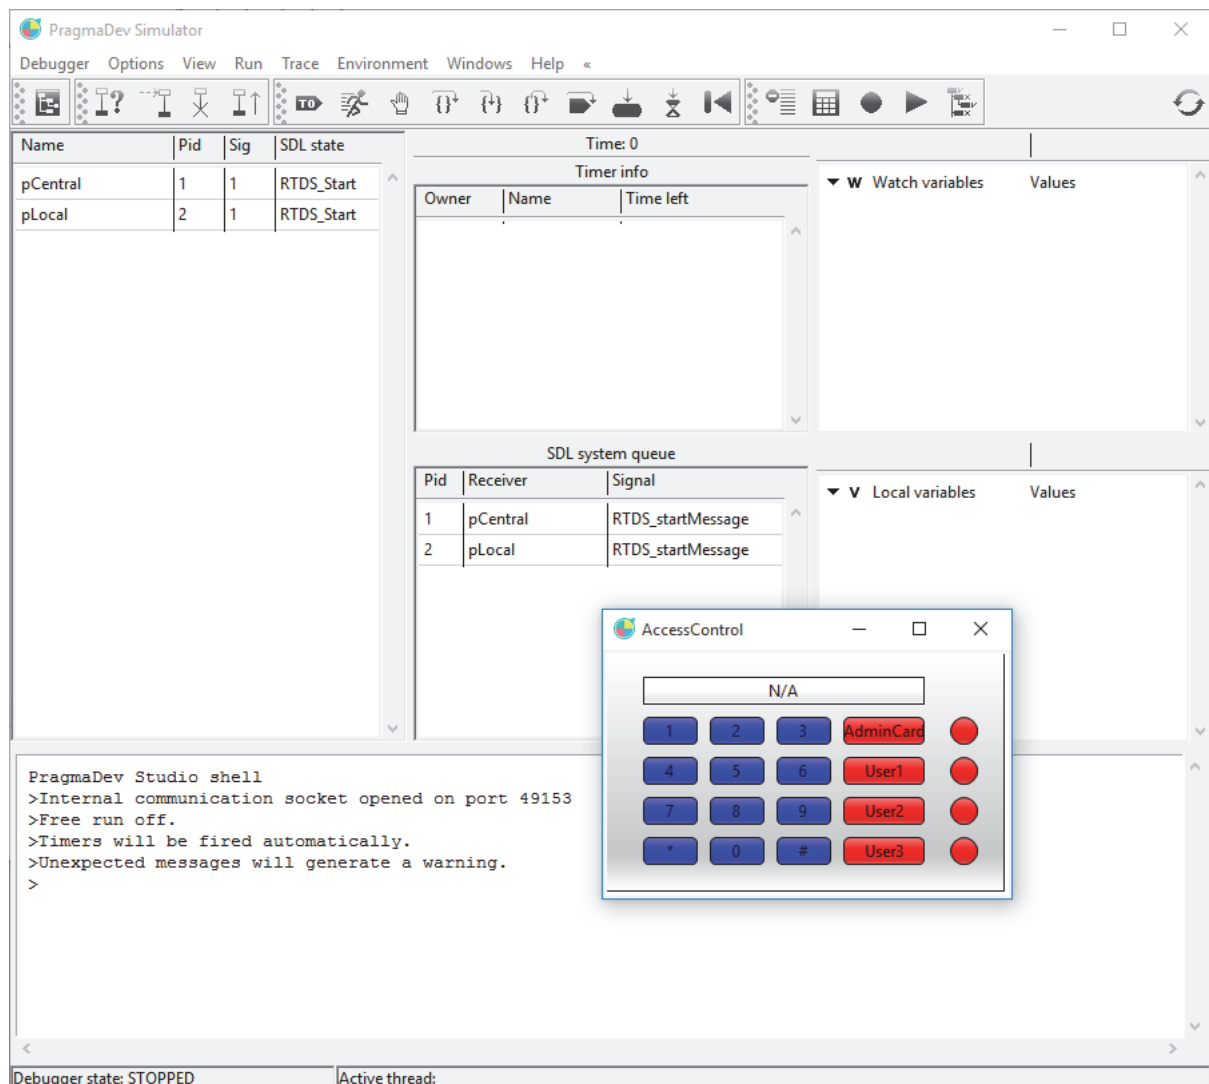 PragmaDev Simulator
Debugger Options View Run Trace Environment Windows Help «
TO
Name Pid Sig SDL state
pCentral 1 1 RTDS_Start
pLocal 2 1 RTDS_Start
Time: 0
Timer info
Owner Name Time left
W Watch variables Values
SDL system queue
Pid Receiver Signal
1 pCentral RTDS_startMessage
2 pLocal RTDS_startMessage
V Local variables Values
AccessControl
N/A
1 2 3 AdminCard
4 5 6 User1
7 8 9 User2
* 0 # User3
PragmaDev Studio shell
>Internal communication socket opened on port 49153
>Free run off.
>Timers will be fired automatically.
>Unexpected messages will generate a warning.
>
Debugger state: STOPPED Active thread: